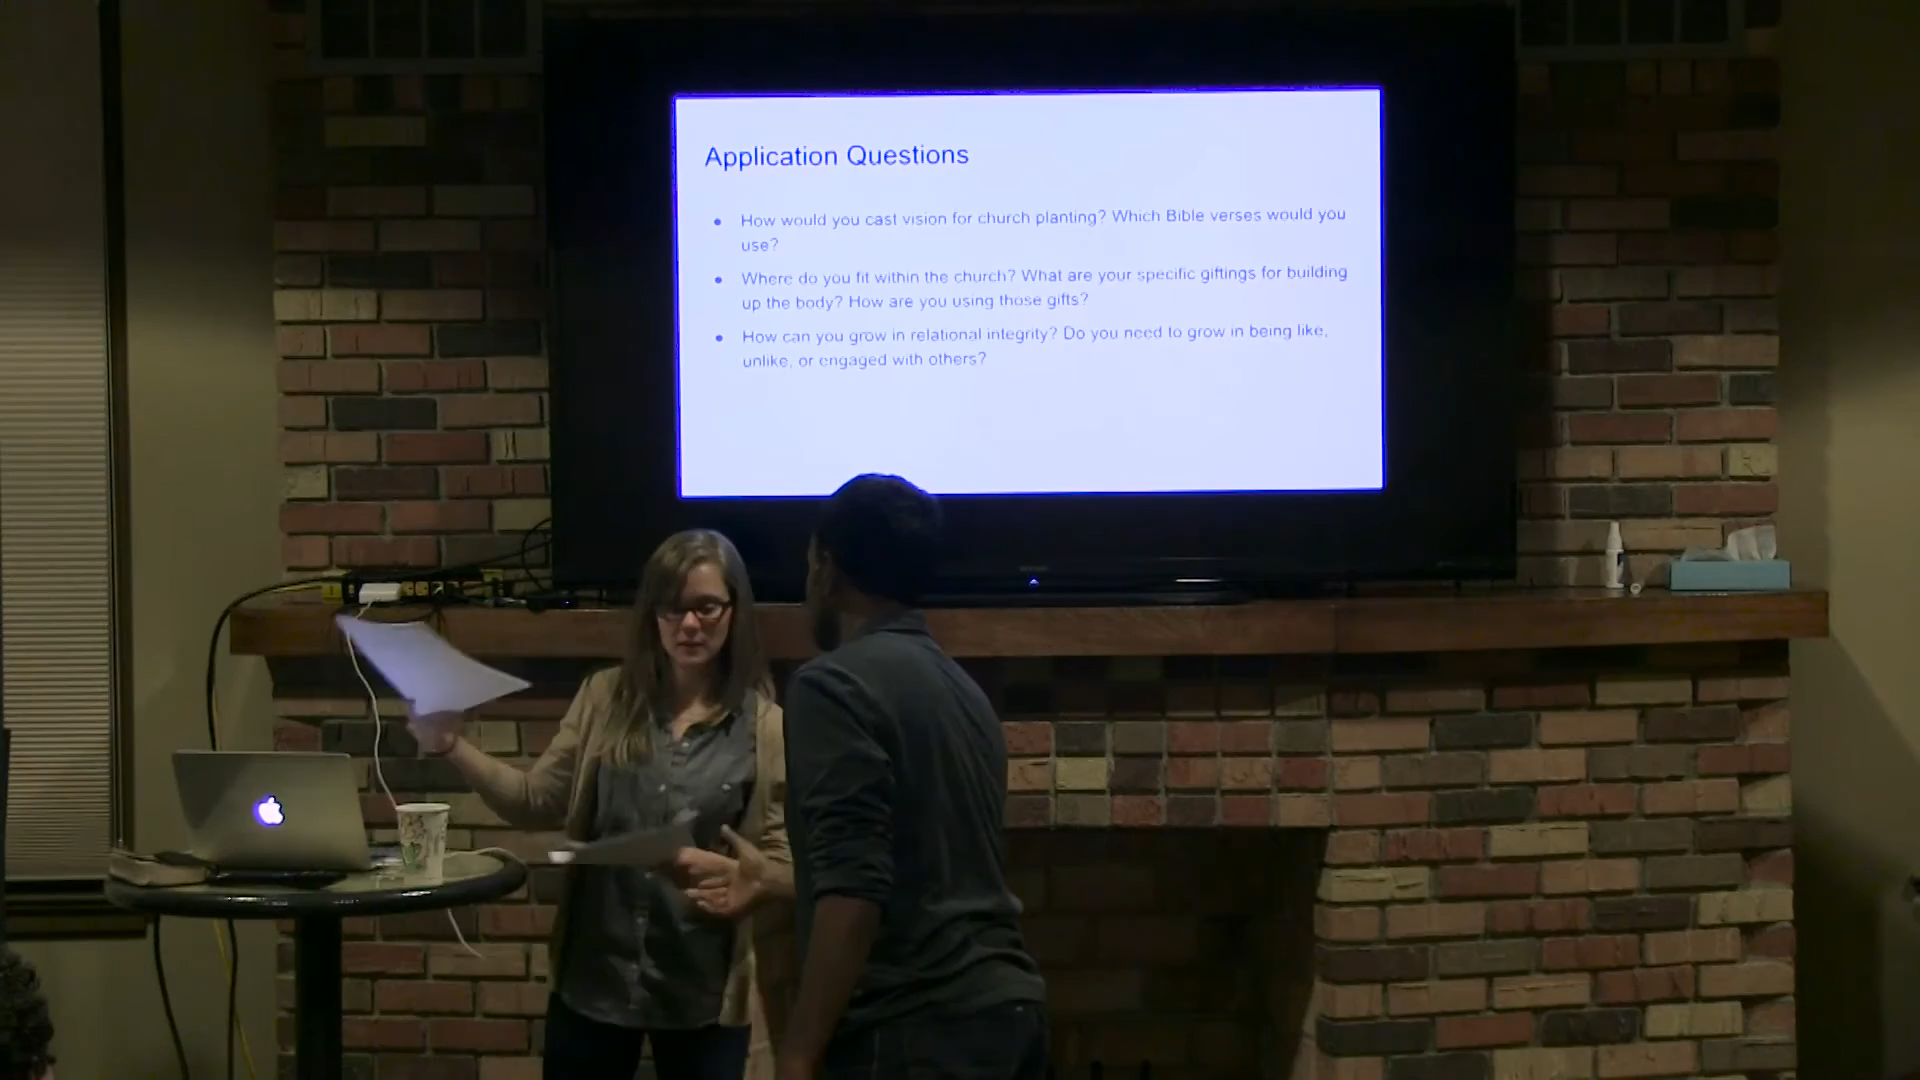 Application Questions
• How would you cast vision for church planting? Which Bible verses would you
use?
• Where do you fit within the church? What are your specific giftings for building
up the body? How are you using those gifts?
• How can you grow in relational integrity? Do you need to grow in being like,
unlike, or engaged with others?